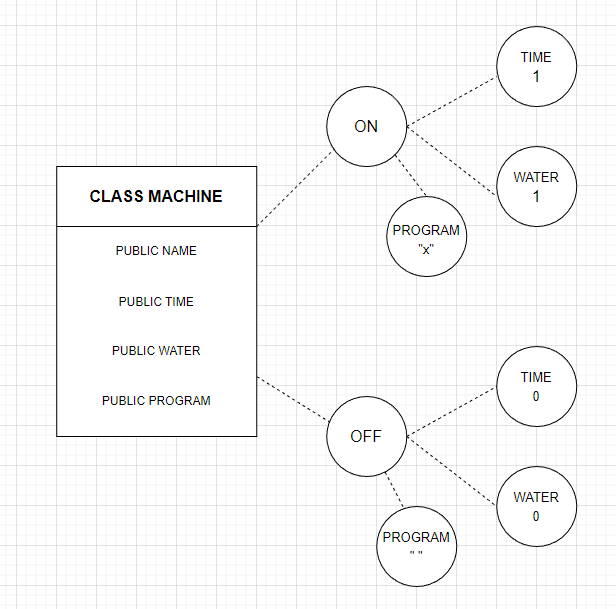 CLASS MACHINE
PUBLIC NAME
PUBLIC TIME
PUBLIC WATER
PUBLIC PROGRAM
ON
TIME
1
WATER
1
PROGRAM
"x"
OFF
TIME
0
WATER
0
PROGRAM
" "